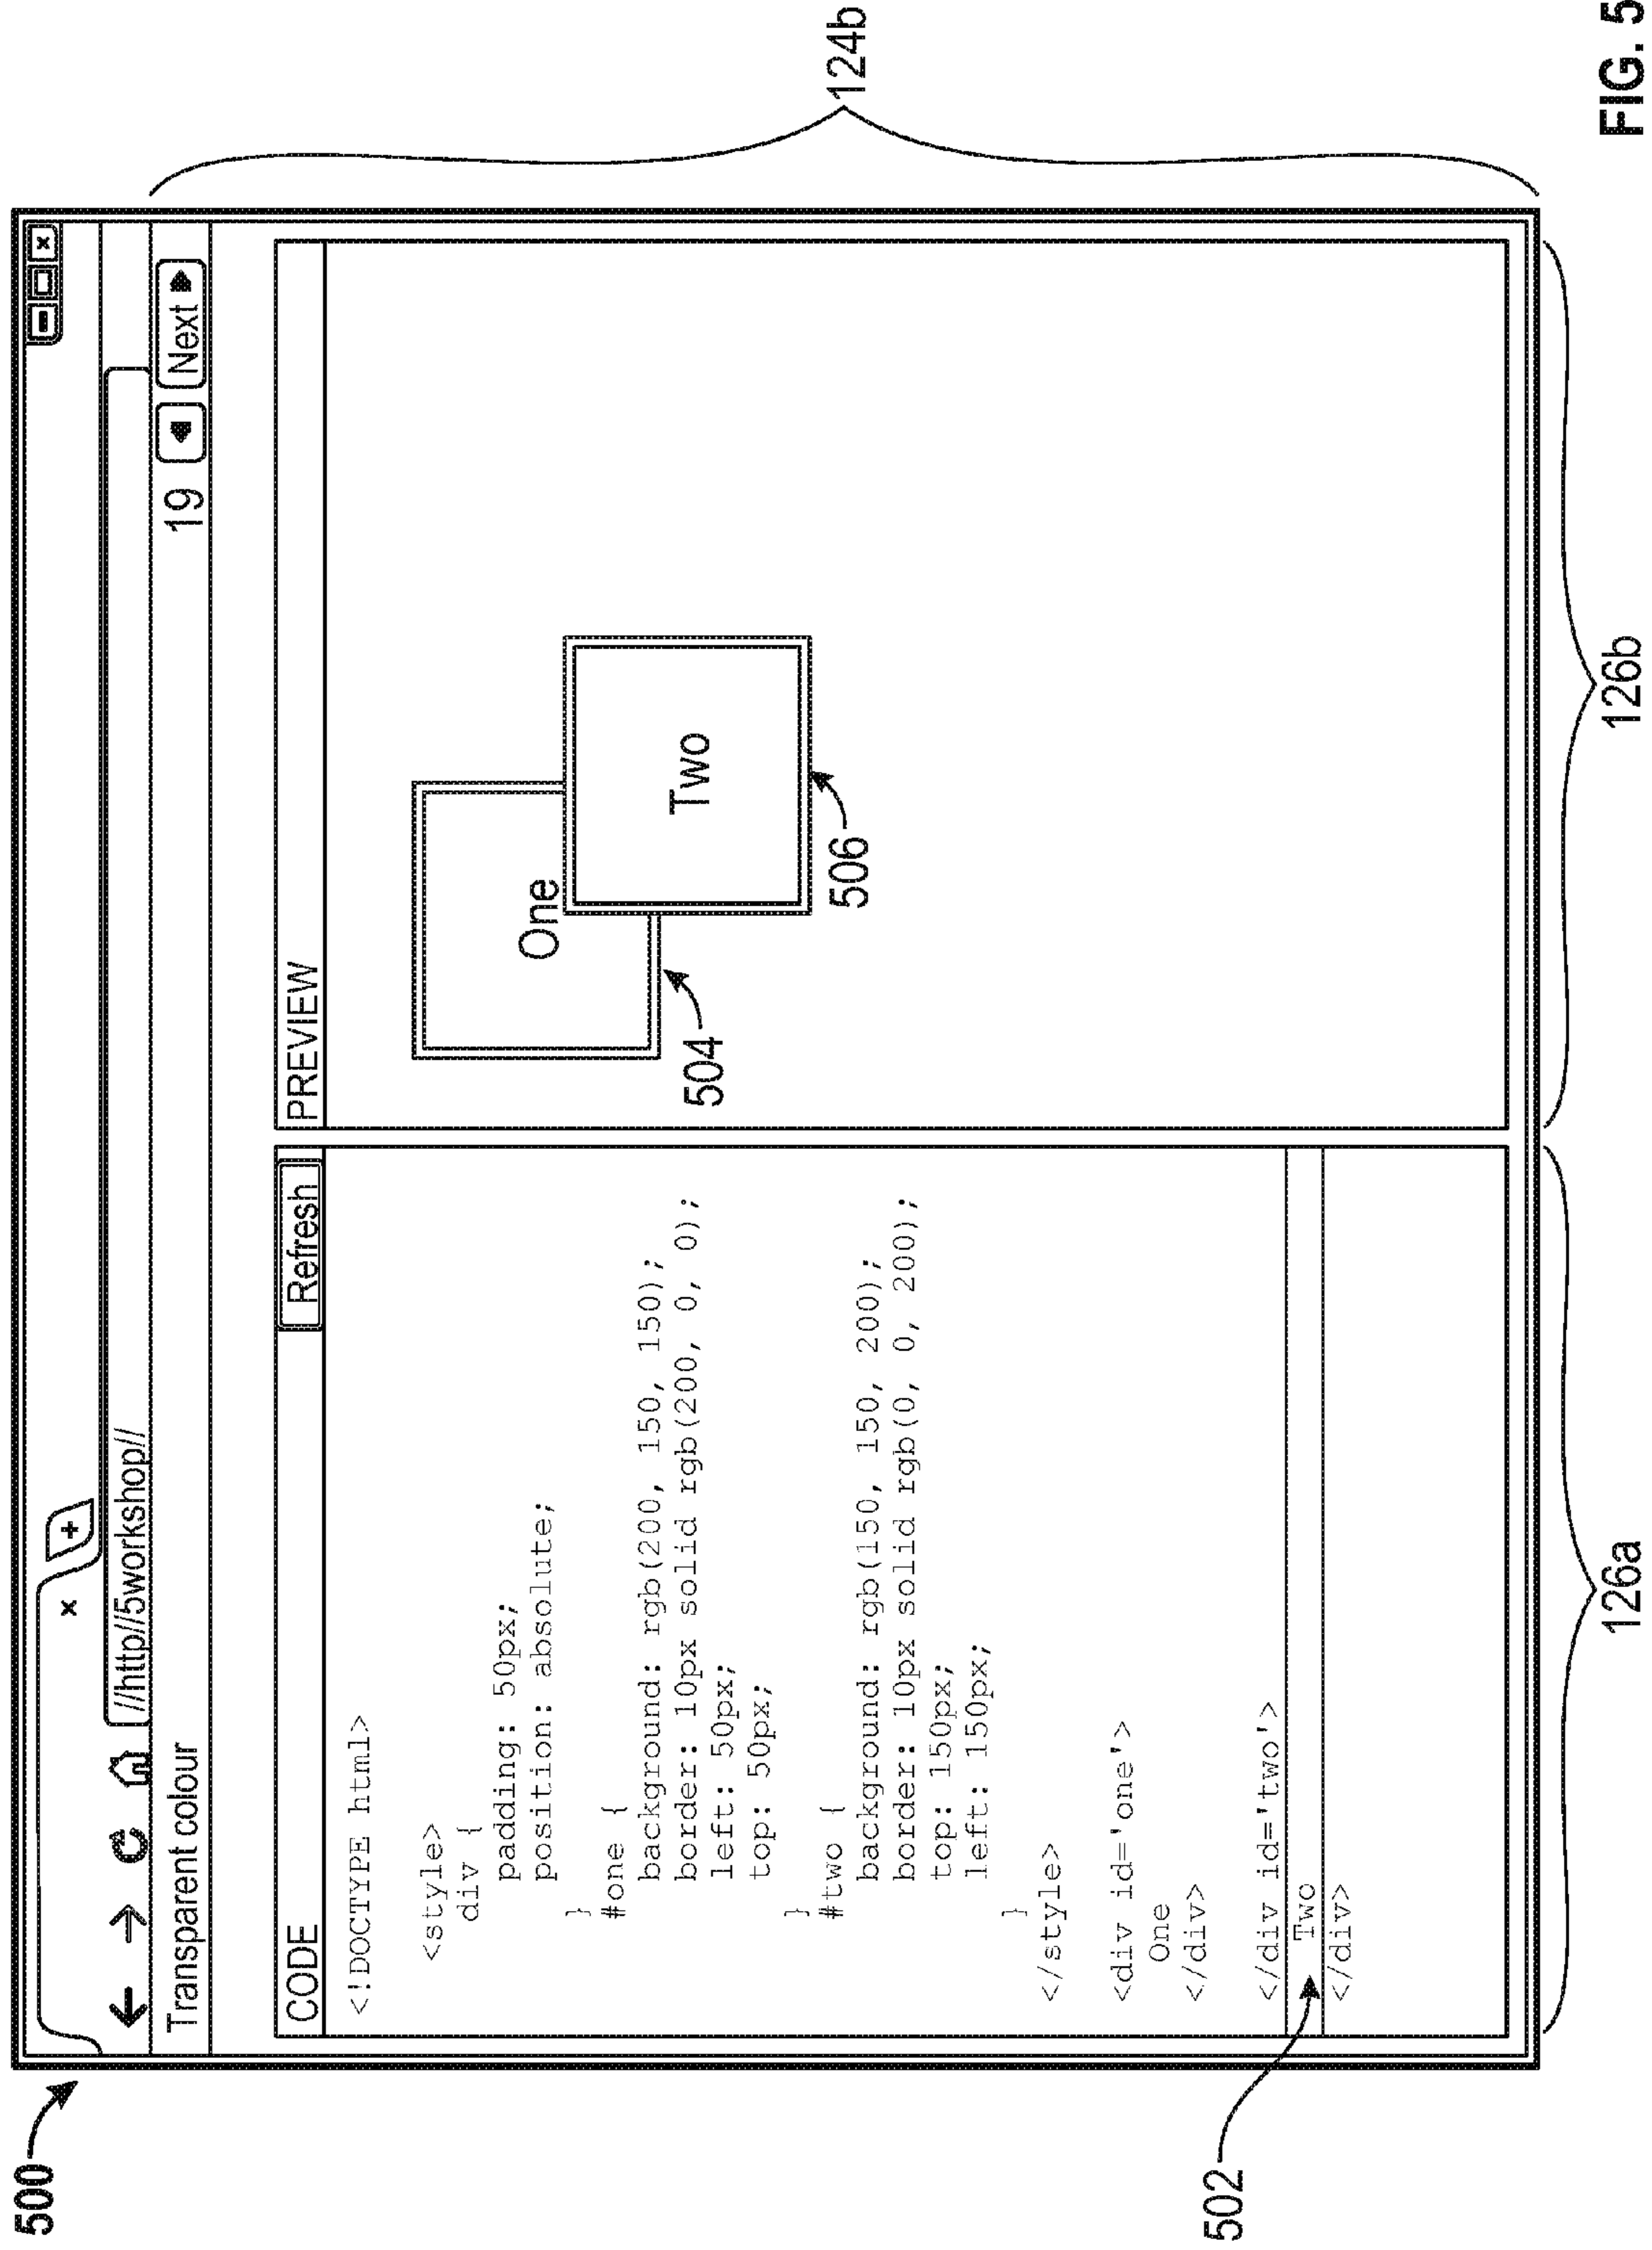 500
×
+
//http//5workshop//
Transparent colour
19
Next
124b
CODE
Refresh
<!DOCTYPE html>
<style>
div {
padding: 50px;
position: absolute;
}
#one {
background: rgb(200, 150, 150);
border: 10px solid rgb(200, 0, 0);
left: 50px;
top: 50px;
}
#two {
background: rgb(150, 150, 200);
border: 10px solid rgb(0, 0, 200);
top: 150px;
left: 150px;
}
</style>
<div id='one'>
One
</div>
</div id='two'>
Two
</div>
502
PREVIEW
One
Two
504
506
126a
126b
FIG. 5